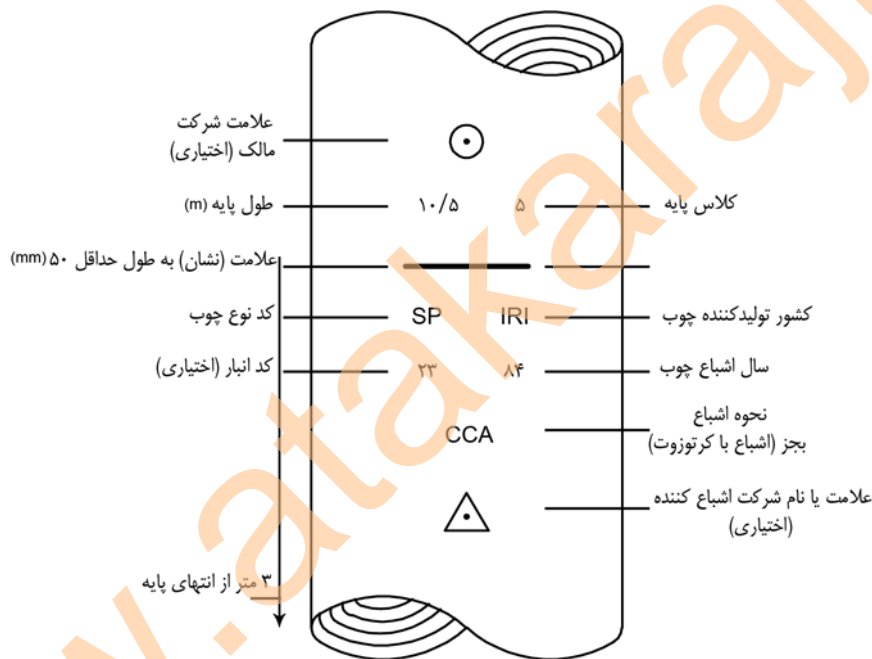 علامت شرکت
مالک (اختیاری)
کلاس پایه
۵
۱۰/۵
طول پایه (m)
علامت (نشان) به طول حداقل ۵۰ (mm)
کشور تولیدکننده چوب
IRI
SP
کد نوع چوب
سال اشباع چوب
۸۴
۲۳
کد انبار (اختیاری)
نحوه اشباع
بجز (اشباع با کرتوزوت)
CCA
علامت یا نام شرکت اشباع کننده
(اختیاری)
۳ متر از انتهای پایه
www.atakaraj